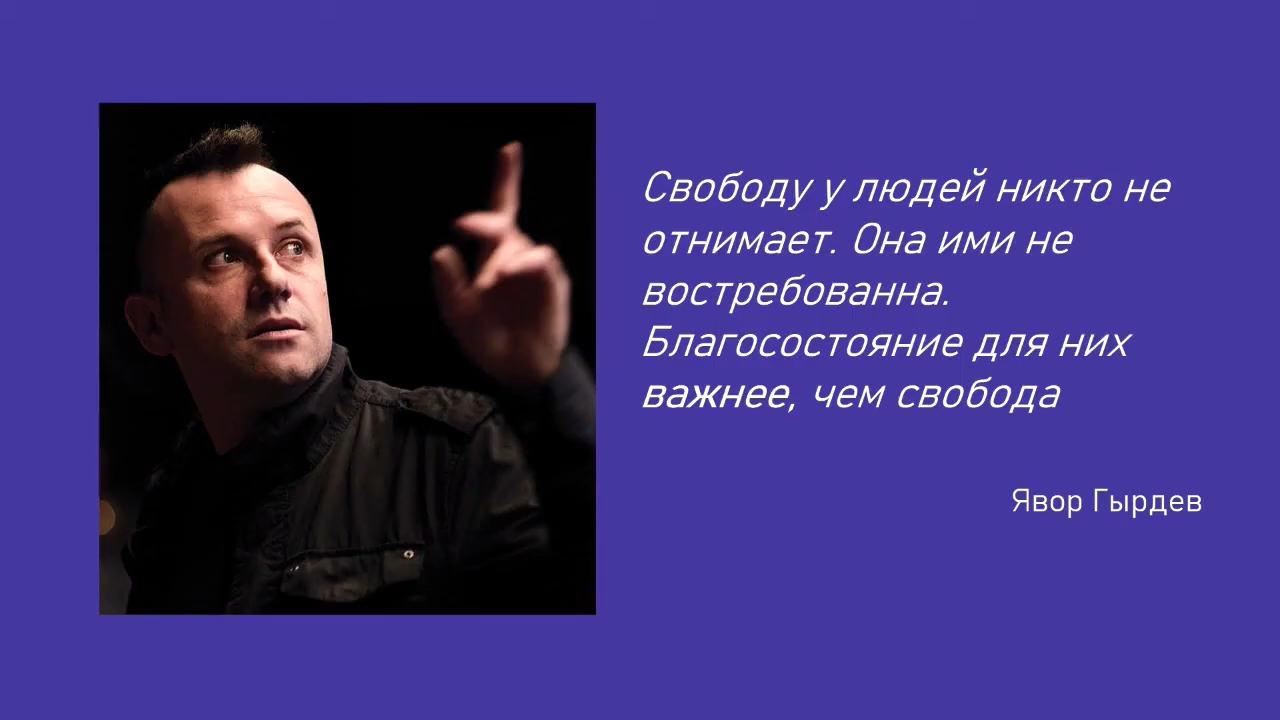 Свободу у людей никто не
отнимает. Она ими не
востребованна.
Благосостояние для них
важнее, чем свобода
Явор Гырдев